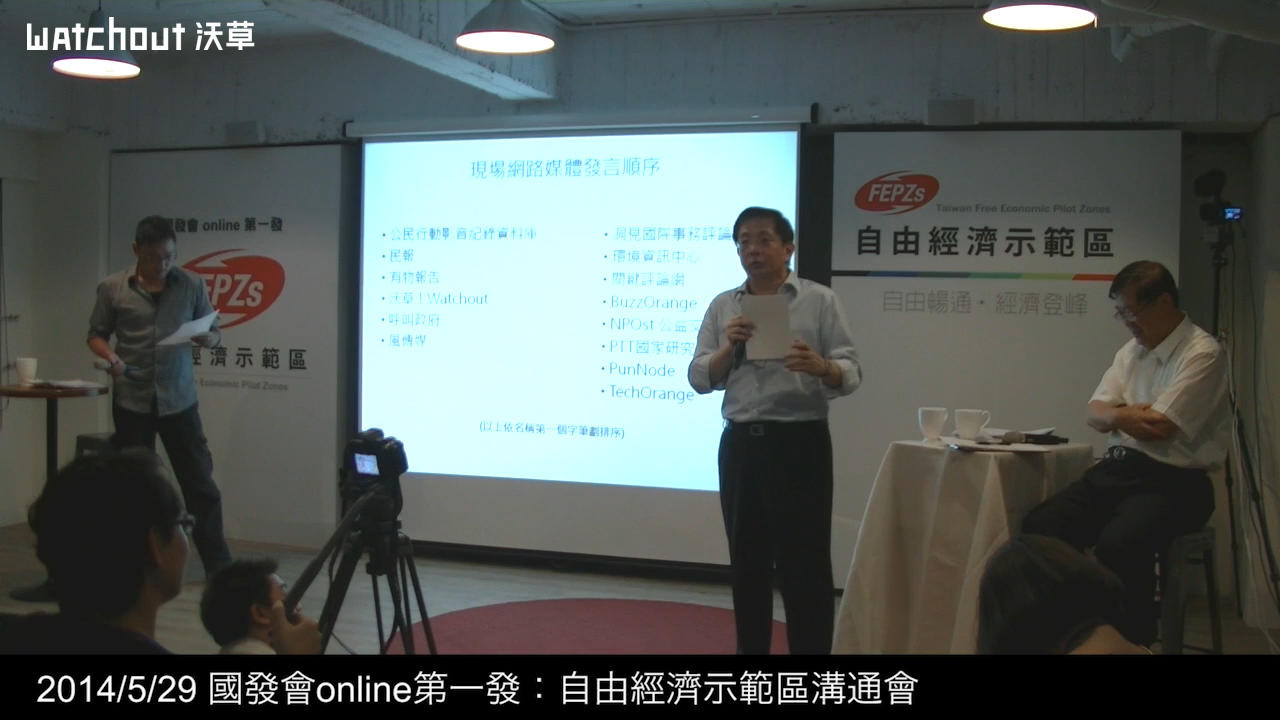 WATCHOUT 沃草
現場網路媒體發言順序
• 公民行動影音紀錄資料庫
• 民報
• 有物報告
• 沃草！Watchout
• 呼叫政府
• 風傳媒
• 洞見國際事務評論
• 環境資訊中心
• 關鍵評論網
• BuzzOrange
• NPOst 公益
• PTT國家研究
• PunNode
• TechOrange
(以上依名稱第一個字筆劃排序)
發會 online 第一發
FEPZs
經濟示範區
Economic Pilot Zones
FEPZs
Taiwan Free Economic Pilot Zones
自由經濟示範區
自由暢通・經濟登峰
2014/5/29 國發會online第一發：自由經濟示範區溝通會